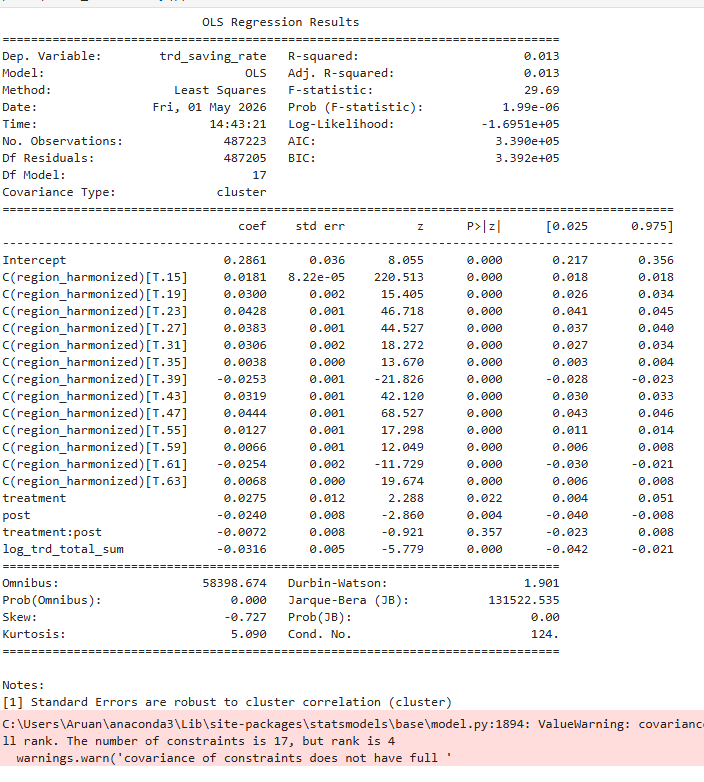 OLS Regression Results
==============================================================================
Dep. Variable: trd_saving_rate R-squared: 0.013
Model: OLS Adj. R-squared: 0.013
Method: Least Squares F-statistic: 29.69
Date: Fri, 01 May 2026 Prob (F-statistic): 1.99e-06
Time: 14:43:21 Log-Likelihood: -1.6951e+05
No. Observations: 487223 AIC: 3.390e+05
Df Residuals: 487205 BIC: 3.392e+05
Df Model: 17
Covariance Type: cluster
==============================================================================================
coef std err z P>|z| [0.025 0.975]
----------------------------------------------------------------------------------------------
Intercept 0.2861 0.036 8.055 0.000 0.217 0.356
C(region_harmonized)[T.15] 0.0181 8.22e-05 220.513 0.000 0.018 0.018
C(region_harmonized)[T.19] 0.0300 0.002 15.405 0.000 0.026 0.034
C(region_harmonized)[T.23] 0.0428 0.001 46.718 0.000 0.041 0.045
C(region_harmonized)[T.27] 0.0383 0.001 44.527 0.000 0.037 0.040
C(region_harmonized)[T.31] 0.0306 0.002 18.272 0.000 0.027 0.034
C(region_harmonized)[T.35] 0.0038 0.000 13.670 0.000 0.003 0.004
C(region_harmonized)[T.39] -0.0253 0.001 -21.826 0.000 -0.028 -0.023
C(region_harmonized)[T.43] 0.0319 0.001 42.120 0.000 0.030 0.033
C(region_harmonized)[T.47] 0.0444 0.001 68.527 0.000 0.043 0.046
C(region_harmonized)[T.55] 0.0127 0.001 17.298 0.000 0.011 0.014
C(region_harmonized)[T.59] 0.0066 0.001 12.049 0.000 0.006 0.008
C(region_harmonized)[T.61] -0.0254 0.002 -11.729 0.000 -0.030 -0.021
C(region_harmonized)[T.63] 0.0068 0.000 19.674 0.000 0.006 0.008
treatment 0.0275 0.012 2.288 0.022 0.004 0.051
post -0.0240 0.008 -2.860 0.004 -0.040 -0.008
treatment:post -0.0072 0.008 -0.921 0.357 -0.023 0.008
log_trd_total_sum -0.0316 0.005 -5.779 0.000 -0.042 -0.021
==============================================================================
Omnibus: 58398.674 Durbin-Watson: 1.901
Prob(Omnibus): 0.000 Jarque-Bera (JB): 131522.535
Skew: -0.727 Prob(JB): 0.00
Kurtosis: 5.090 Cond. No. 124.
==============================================================================
Notes:
[1] Standard Errors are robust to cluster correlation (cluster)
C:\Users\Aruan\anaconda3\Lib\site-packages\statsmodels\base\model.py:1894: ValueWarning: covarianc
ll rank. The number of constraints is 17, but rank is 4
warnings.warn('covariance of constraints does not have full '